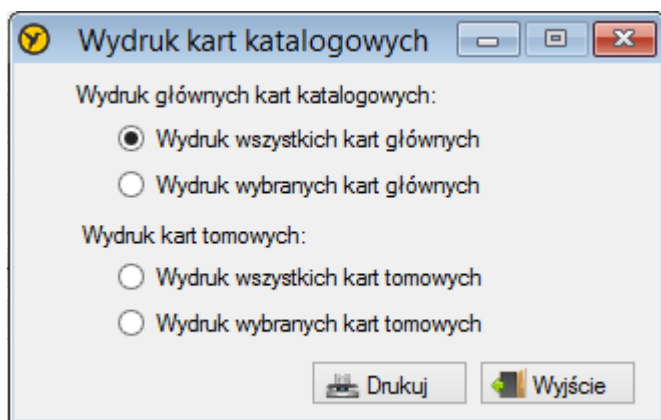 Wydruk kart katalogowych
Wydruk głównych kart katalogowych:
Wydruk wszystkich kart głównych
Wydruk wybranych kart głównych
Wydruk kart tomowych:
Wydruk wszystkich kart tomowych
Wydruk wybranych kart tomowych
Drukuj Wyjście